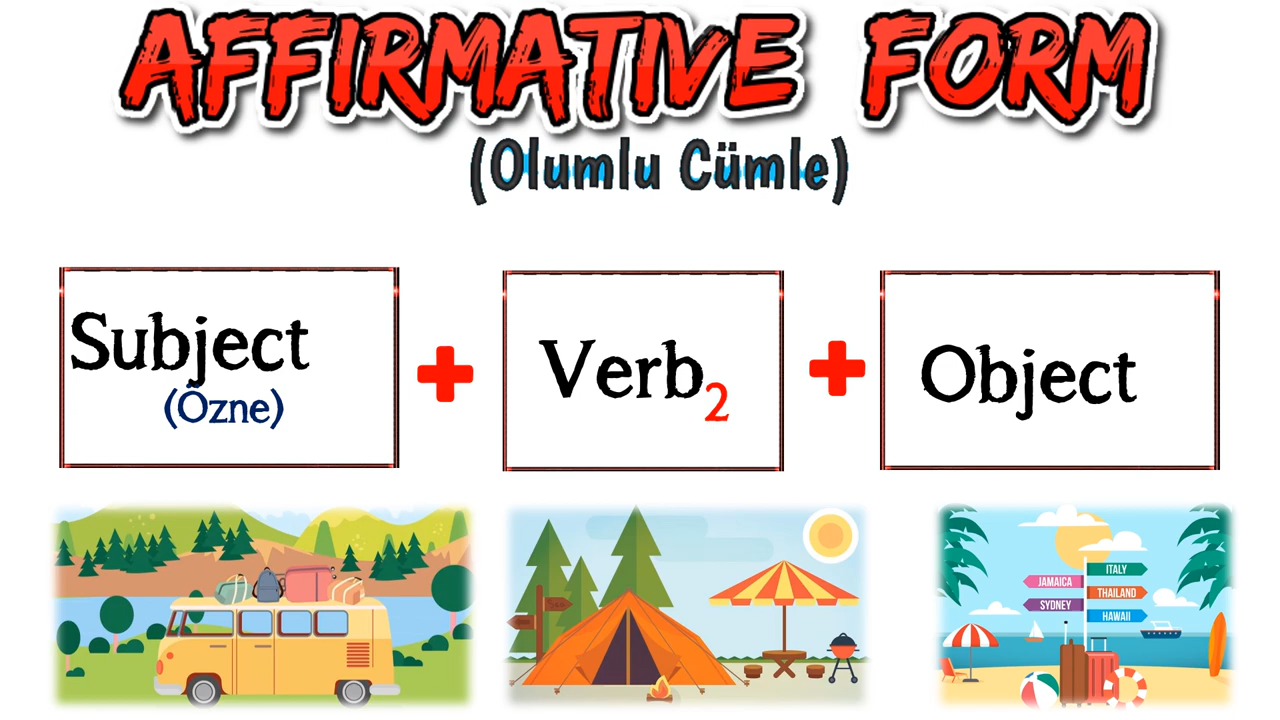 AFFIRMATIVE FORM
(Olumlu Cümle)
Subject + Verb2 + Object
(Özne)
ITALY
JAMAICA
THAILAND
SYDNEY
HAWAII